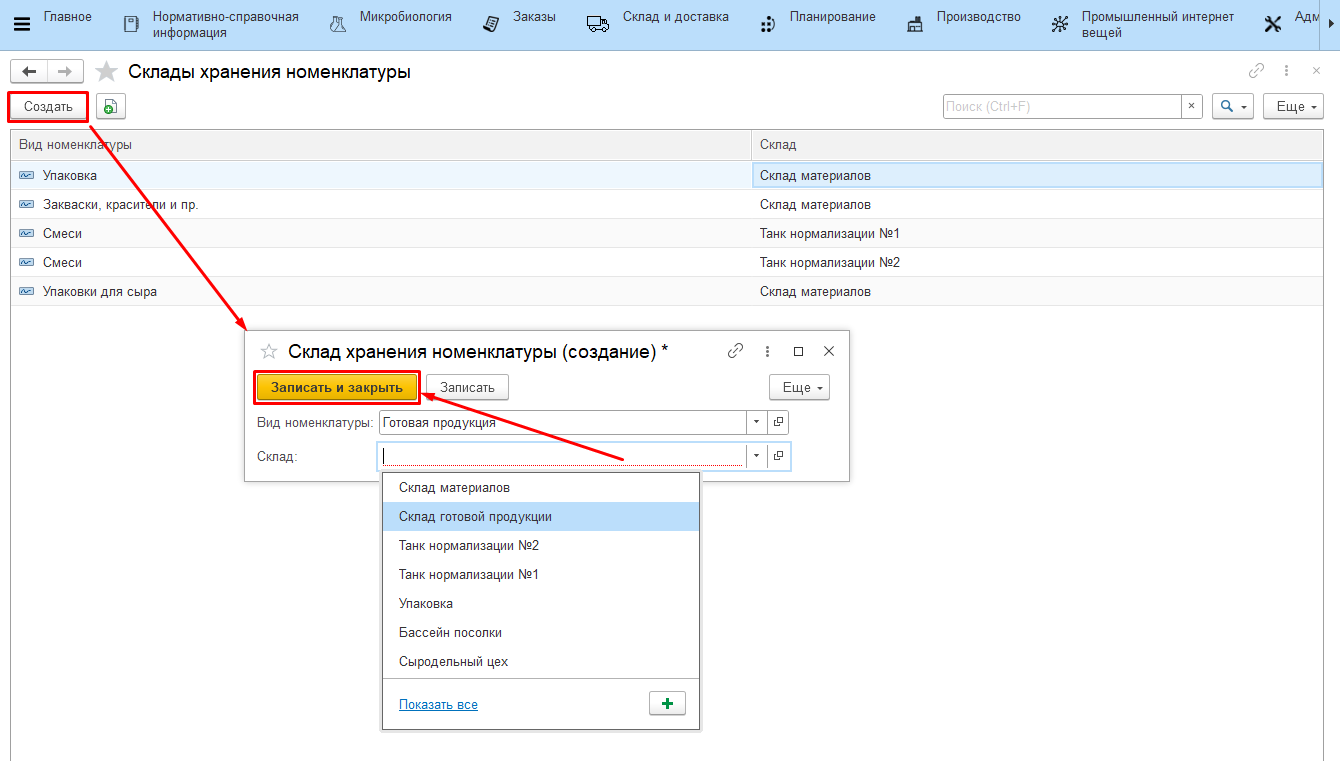 Главное
Нормативно-справочная
информация
Микробиология
Заказы
Склад и доставка
Планирование
Производство
Промышленный интернет
вещей
Адм
Склады хранения номенклатуры
Создать
Поиск (Ctrl+F)
×
Еще
Вид номенклатуры
Склад
Упаковка
Склад материалов
Закваски, красители и пр.
Склад материалов
Смеси
Танк нормализации №1
Смеси
Танк нормализации №2
Упаковки для сыра
Склад материалов
Склад хранения номенклатуры (создание) *
Записать и закрыть
Записать
Еще
Вид номенклатуры:
Готовая продукция
Склад:
Склад материалов
Склад готовой продукции
Танк нормализации №2
Танк нормализации №1
Упаковка
Бассейн посолки
Сыродельный цех
Показать все